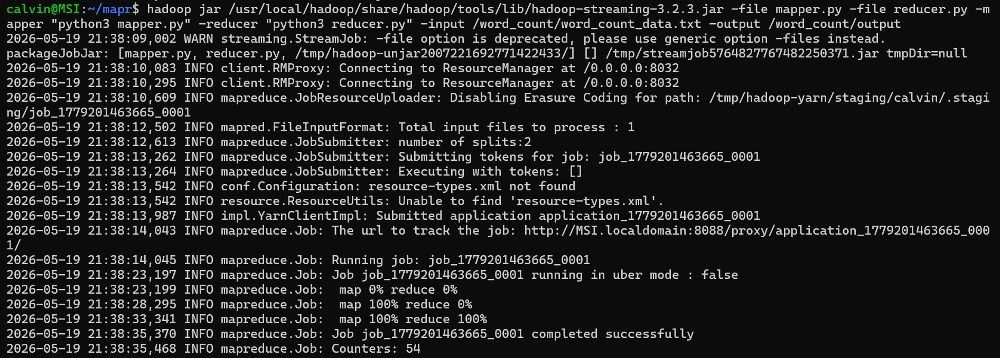 calvin@MSI:~/mapr$ hadoop jar /usr/local/hadoop/share/hadoop/tools/lib/hadoop-streaming-3.2.3.jar -file mapper.py -file reducer.py -m
apper "python3 mapper.py" -reducer "python3 reducer.py" -input /word_count/word_count_data.txt -output /word_count/output
2026-05-19 21:38:09,002 WARN streaming.StreamJob: -file option is deprecated, please use generic option -files instead.
packageJobJar: [mapper.py, reducer.py, /tmp/hadoop-unjar2007221692771422433/] [] /tmp/streamjob5764827767482250371.jar tmpDir=null
2026-05-19 21:38:10,083 INFO client.RMProxy: Connecting to ResourceManager at /0.0.0.0:8032
2026-05-19 21:38:10,295 INFO client.RMProxy: Connecting to ResourceManager at /0.0.0.0:8032
2026-05-19 21:38:10,609 INFO mapreduce.JobResourceUploader: Disabling Erasure Coding for path: /tmp/hadoop-yarn/staging/calvin/.stagi
ng/job_1779201463665_0001
2026-05-19 21:38:12,502 INFO mapred.FileInputFormat: Total input files to process : 1
2026-05-19 21:38:12,613 INFO mapreduce.JobSubmitter: number of splits:2
2026-05-19 21:38:13,262 INFO mapreduce.JobSubmitter: Submitting tokens for job: job_1779201463665_0001
2026-05-19 21:38:13,264 INFO mapreduce.JobSubmitter: Executing with tokens: []
2026-05-19 21:38:13,542 INFO conf.Configuration: resource-types.xml not found
2026-05-19 21:38:13,542 INFO resource.ResourceUtils: Unable to find 'resource-types.xml'.
2026-05-19 21:38:13,987 INFO impl.YarnClientImpl: Submitted application application_1779201463665_0001
2026-05-19 21:38:14,043 INFO mapreduce.Job: The url to track the job: http://MSI.localdomain:8088/proxy/application_1779201463665_000
1/
2026-05-19 21:38:14,045 INFO mapreduce.Job: Running job: job_1779201463665_0001
2026-05-19 21:38:23,197 INFO mapreduce.Job: Job job_1779201463665_0001 running in uber mode : false
2026-05-19 21:38:23,199 INFO mapreduce.Job:  map 0% reduce 0%
2026-05-19 21:38:28,295 INFO mapreduce.Job:  map 100% reduce 0%
2026-05-19 21:38:33,341 INFO mapreduce.Job:  map 100% reduce 100%
2026-05-19 21:38:35,370 INFO mapreduce.Job: Job job_1779201463665_0001 completed successfully
2026-05-19 21:38:35,468 INFO mapreduce.Job: Counters: 54